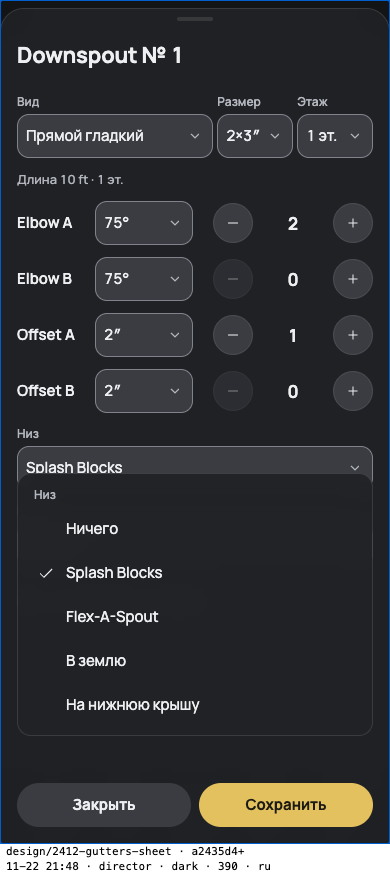 Downspout № 1
Вид Размер Этаж
Прямой гладкий 2×3″ 1 эт.
Длина 10 ft · 1 эт.
Elbow A 75° − 2 +
Elbow B 75° − 0 +
Offset A 2″ − 1 +
Offset B 2″ − 0 +
Низ
Splash Blocks
Низ
Ничего
Splash Blocks
Flex-A-Spout
В землю
На нижнюю крышу
Закрыть Сохранить
design/2412-gutters-sheet · a2435d4+
11-22 21:48 · director · dark · 390 · ru